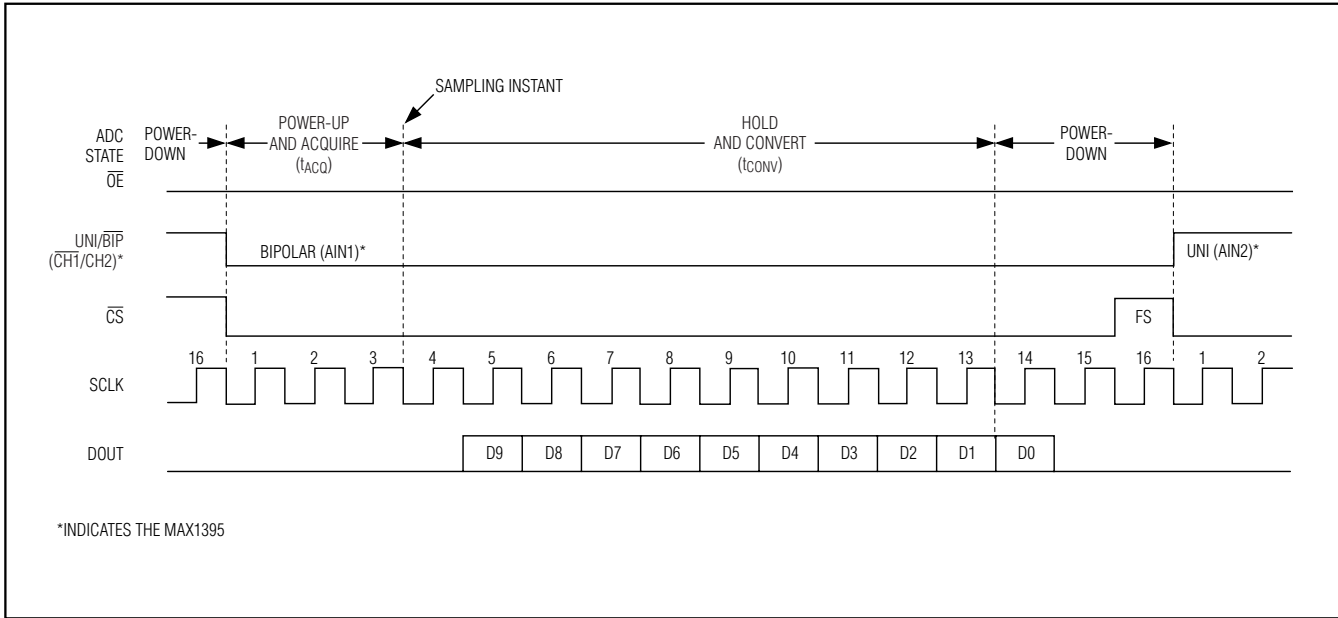 SAMPLING INSTANT
ADC
STATE
POWER-
DOWN
POWER-UP
AND ACQUIRE
(tACQ)
HOLD
AND CONVERT
(tCONV)
POWER-
DOWN
OE
UNI/BIP
(CH1/CH2)*
BIPOLAR (AIN1)*
UNI (AIN2)*
CS
FS
16 1 2 3 4 5 6 7 8 9 10 11 12 13 14 15 16 1 2
SCLK
DOUT
D9 D8 D7 D6 D5 D4 D3 D2 D1 D0
*INDICATES THE MAX1395